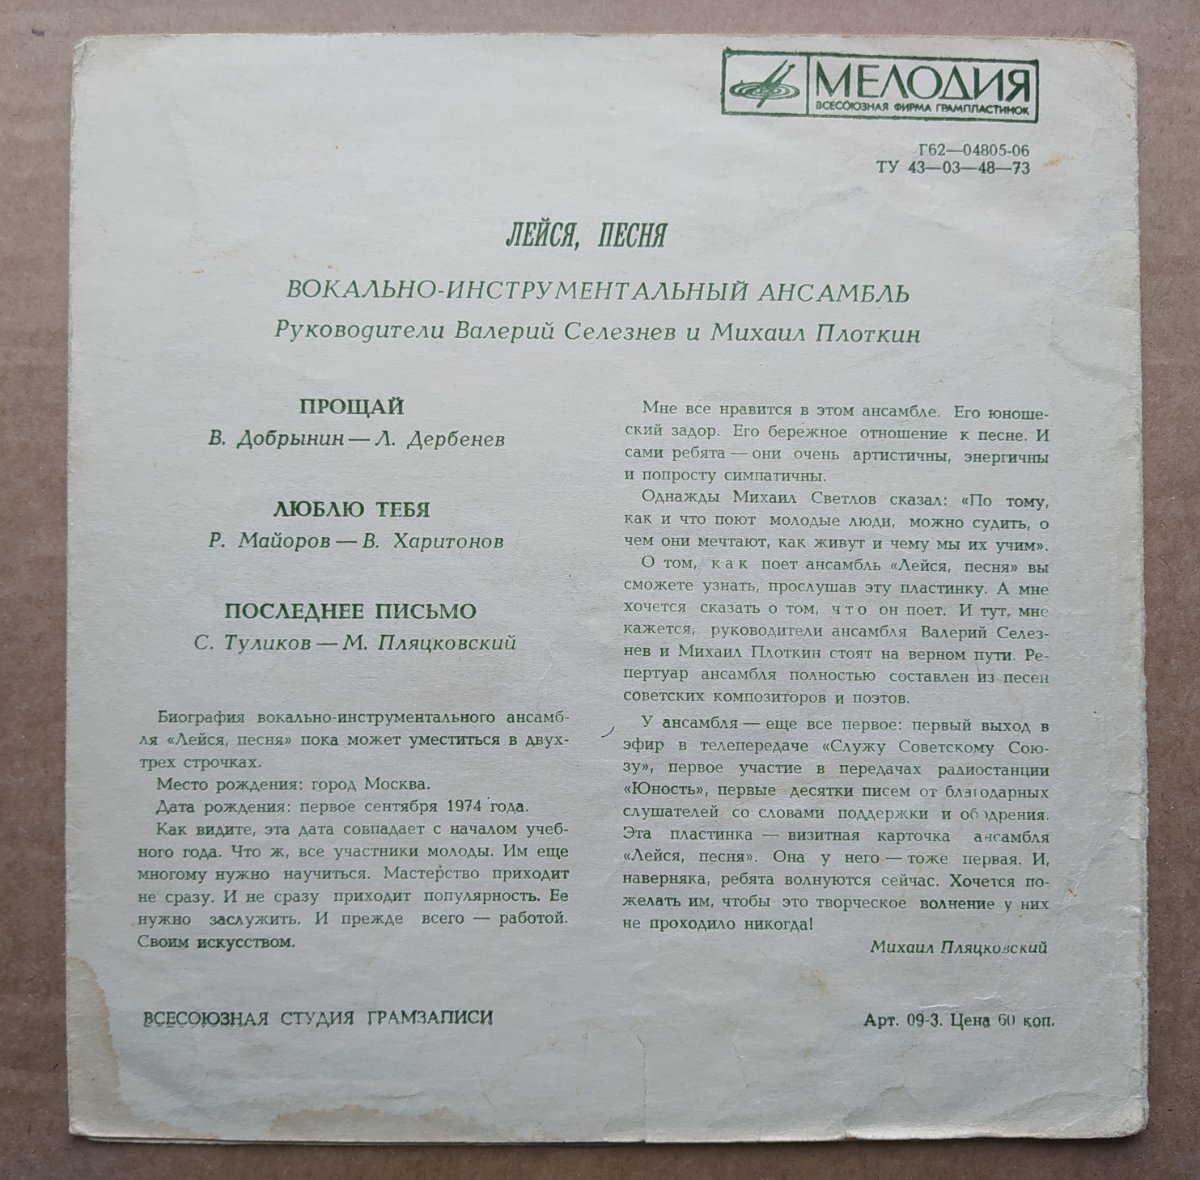 МЕЛОДИЯ
ВСЕСОЮЗНАЯ ФИРМА ГРАМПЛАСТИНОК
Г62—04805-06
ТУ 43—03—48—73
ЛЕЙСЯ, ПЕСНЯ
ВОКАЛЬНО-ИНСТРУМЕНТАЛЬНЫЙ АНСАМБЛЬ
Руководители Валерий Селезнев и Михаил Плоткин
ПРОЩАЙ
В. Добрынин — Л. Дербенев
ЛЮБЛЮ ТЕБЯ
Р. Майоров — В. Харитонов
ПОСЛЕДНЕЕ ПИСЬМО
С. Туликов — М. Пляцковский
Биография вокально-инструментального ансамб-
ля «Лейся, песня» пока может уместиться в двух-
трех строчках.
Место рождения: город Москва.
Дата рождения: первое сентября 1974 года.
Как видите, эта дата совпадает с началом учеб-
ного года. Что ж, все участники молоды. Им еще
многому нужно научиться. Мастерство приходит
не сразу. И не сразу приходит популярность. Ее
нужно заслужить. И прежде всего — работой.
Своим искусством.
Мне все нравится в этом ансамбле. Его юноше-
ский задор. Его бережное отношение к песне. И
сами ребята — они очень артистичны, энергичны
и попросту симпатичны.
Однажды Михаил Светлов сказал: «По тому,
как и что поют молодые люди, можно судить, о
чем они мечтают, как живут и чему мы их учим».
О том, как поет ансамбль «Лейся, песня» вы
сможете узнать, прослушав эту пластинку. А мне
хочется сказать о том, что он поет. И тут, мне
кажется, руководители ансамбля Валерий Селез-
нев и Михаил Плоткин стоят на верном пути. Ре-
пертуар ансамбля полностью составлен из песен
советских композиторов и поэтов.
У ансамбля — еще все первое: первый выход в
эфир в телепередаче «Служу Советскому Сою-
зу», первое участие в передачах радиостанции
«Юность», первые десятки писем от благодарных
слушателей со словами поддержки и ободрения.
Эта пластинка — визитная карточка ансамбля
«Лейся, песня». Она у него — тоже первая. И,
наверняка, ребята волнуются сейчас. Хочется по-
желать им, чтобы это творческое волнение у них
не проходило никогда!
Михаил Пляцковский
ВСЕСОЮЗНАЯ СТУДИЯ ГРАМЗАПИСИ
Арт. 09-3. Цена 60 коп.